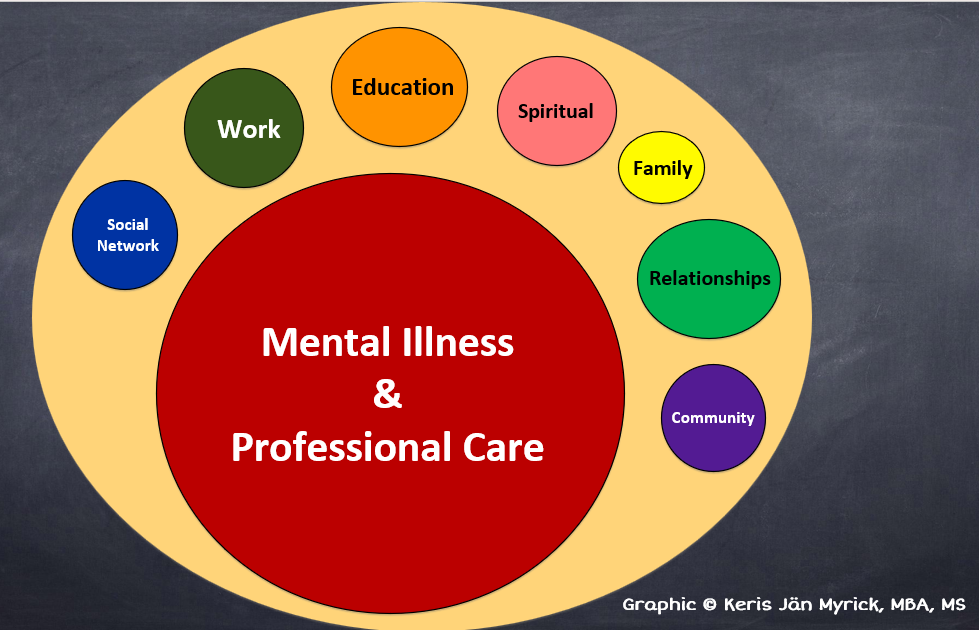 Education
Spiritual
Work
Family
Social
Network
Relationships
Mental Illness
&
Professional Care
Community
Graphic © Keris Jän Myrick, MBA, MS